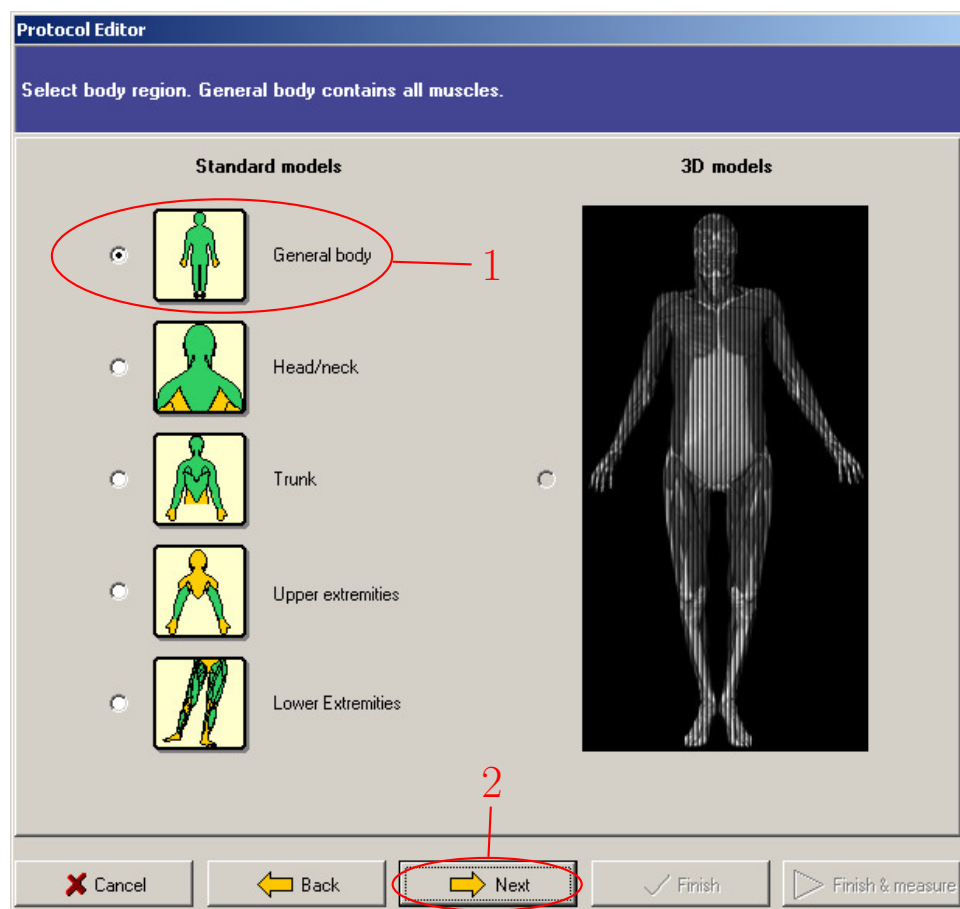 Protocol Editor
Select body region. General body contains all muscles.
Standard models
3D models
General body
1
Head/neck
Trunk
Upper extremities
Lower Extremities
2
Cancel
Back
Next
Finish
Finish & measure